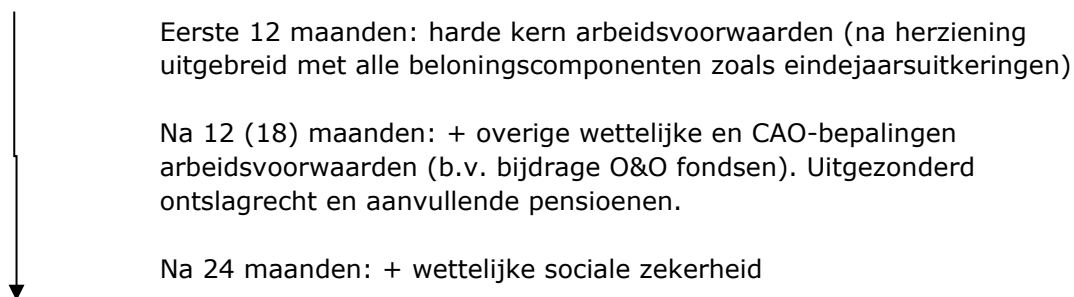 Eerste 12 maanden: harde kern arbeidsvoorwaarden (na herziening
uitgebreid met alle beloningscomponenten zoals eindejaarsuitkeringen)
Na 12 (18) maanden: + overige wettelijke en CAO-bepalingen
arbeidsvoorwaarden (b.v. bijdrage O&O fondsen). Uitgezonderd
ontslagrecht en aanvullende pensioenen.
Na 24 maanden: + wettelijke sociale zekerheid